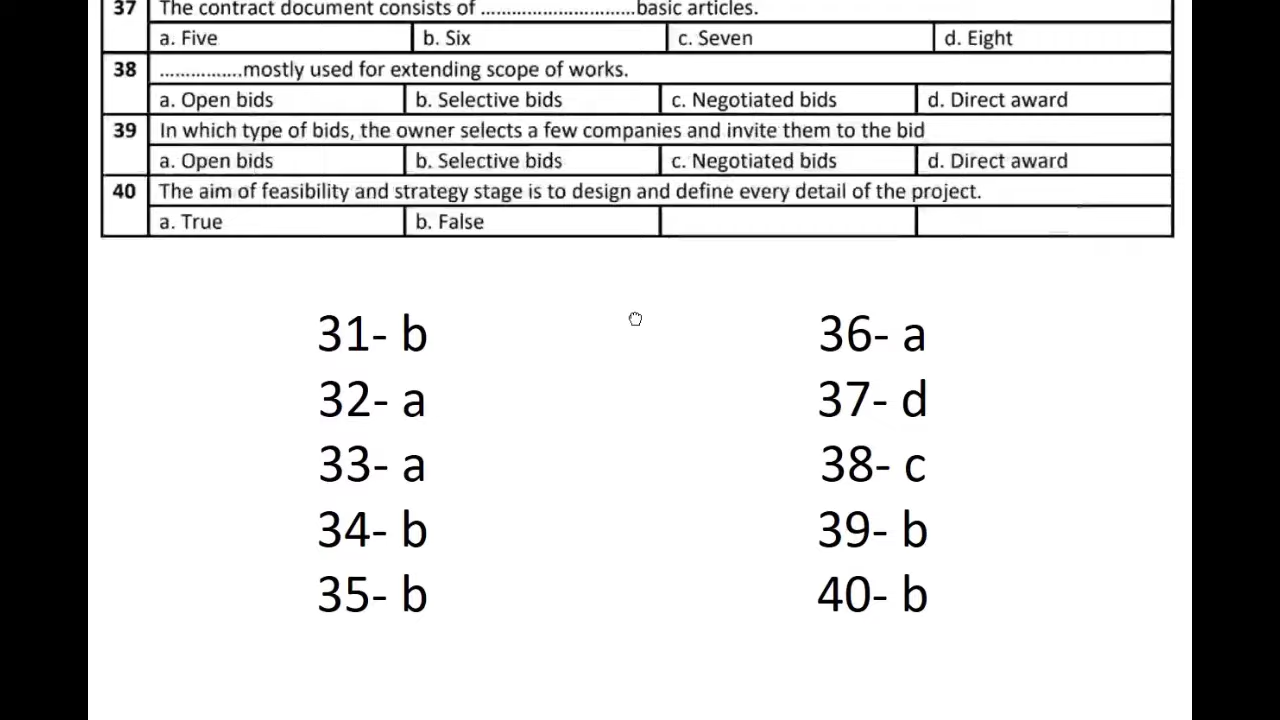 37 The contract document consists of ……………………….basic articles.
a. Five b. Six c. Seven d. Eight
38 …………….mostly used for extending scope of works.
a. Open bids b. Selective bids c. Negotiated bids d. Direct award
39 In which type of bids, the owner selects a few companies and invite them to the bid
a. Open bids b. Selective bids c. Negotiated bids d. Direct award
40 The aim of feasibility and strategy stage is to design and define every detail of the project.
a. True b. False
31- b 36- a
32- a 37- d
33- a 38- c
34- b 39- b
35- b 40- b